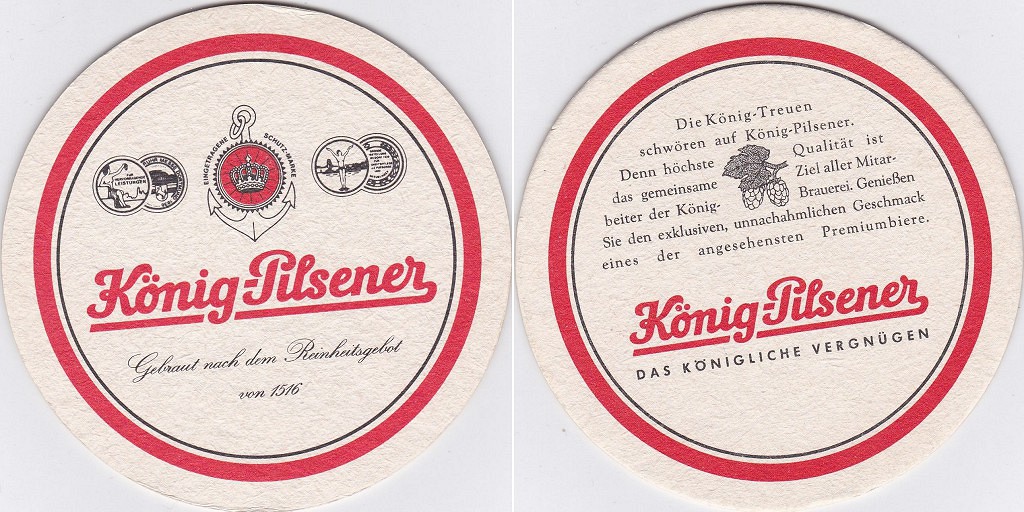 EINGETRAGENE SCHUTZ-MARKE
LEISTUNGEN
König-Pilsener
Gebraut nach dem Reinheitsgebot
von 1516
Die König-Treuen
schwören auf König-Pilsener.
Denn höchste Qualität ist
das gemeinsame Ziel aller Mitar-
beiter der König- Brauerei. Genießen
Sie den exklusiven, unnachahmlichen Geschmack
eines der angesehensten Premiumbiere.
König-Pilsener
DAS KÖNIGLICHE VERGNÜGEN